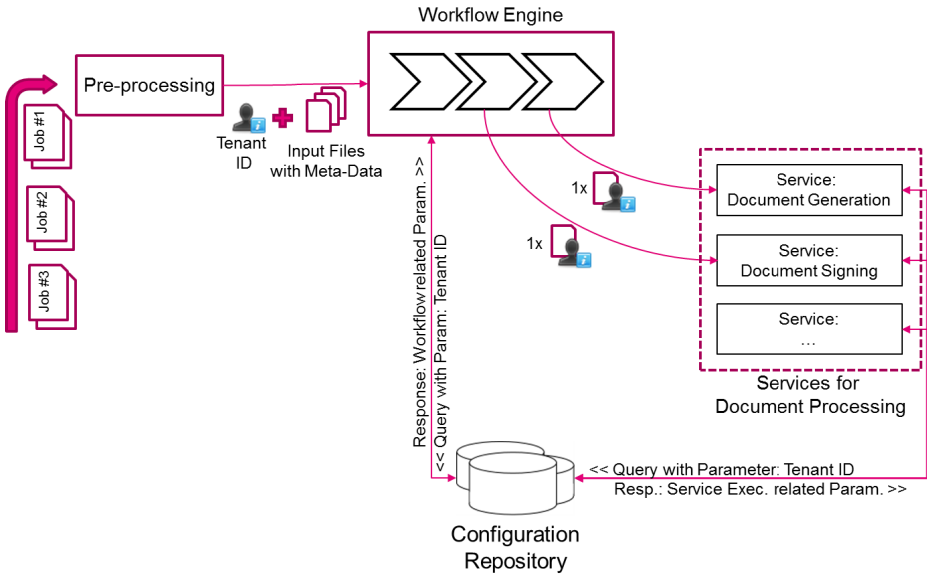 Workflow Engine
Pre-processing
Job #1
Job #2
Job #3
Tenant
ID
Input Files
with Meta-Data
i
1x
i
1x
i
Service:
Document Generation
Service:
Document Signing
Service:
...
Services for
Document Processing
Response: Workflow related Param. >>
<< Query with Param: Tenant ID
<< Query with Parameter: Tenant ID
Resp.: Service Exec. related Param. >>
Configuration
Repository